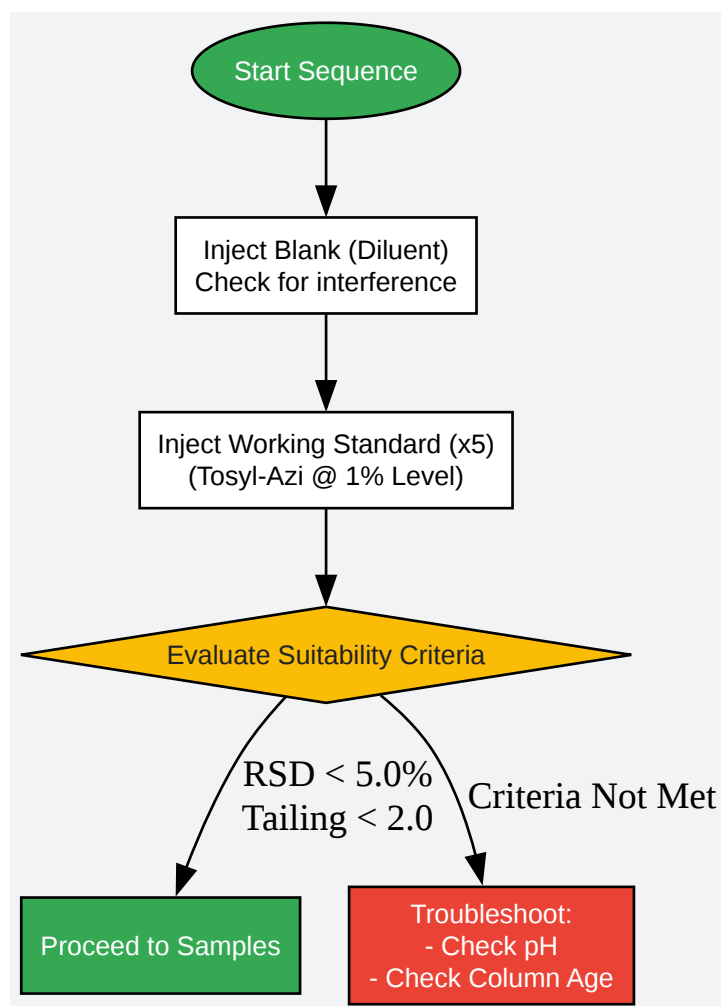 Start Sequence
Inject Blank (Diluent)
Check for interference
Inject Working Standard (x5)
(Tosyl-Azi @ 1% Level)
Evaluate Suitability Criteria
RSD < 5.0%
Tailing < 2.0
Criteria Not Met
Proceed to Samples
Troubleshoot:
- Check pH
- Check Column Age